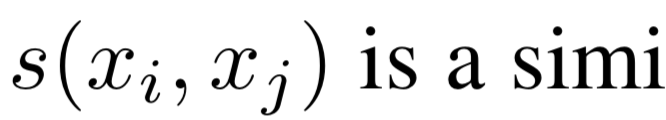 s(x_i, x_j) is a simi